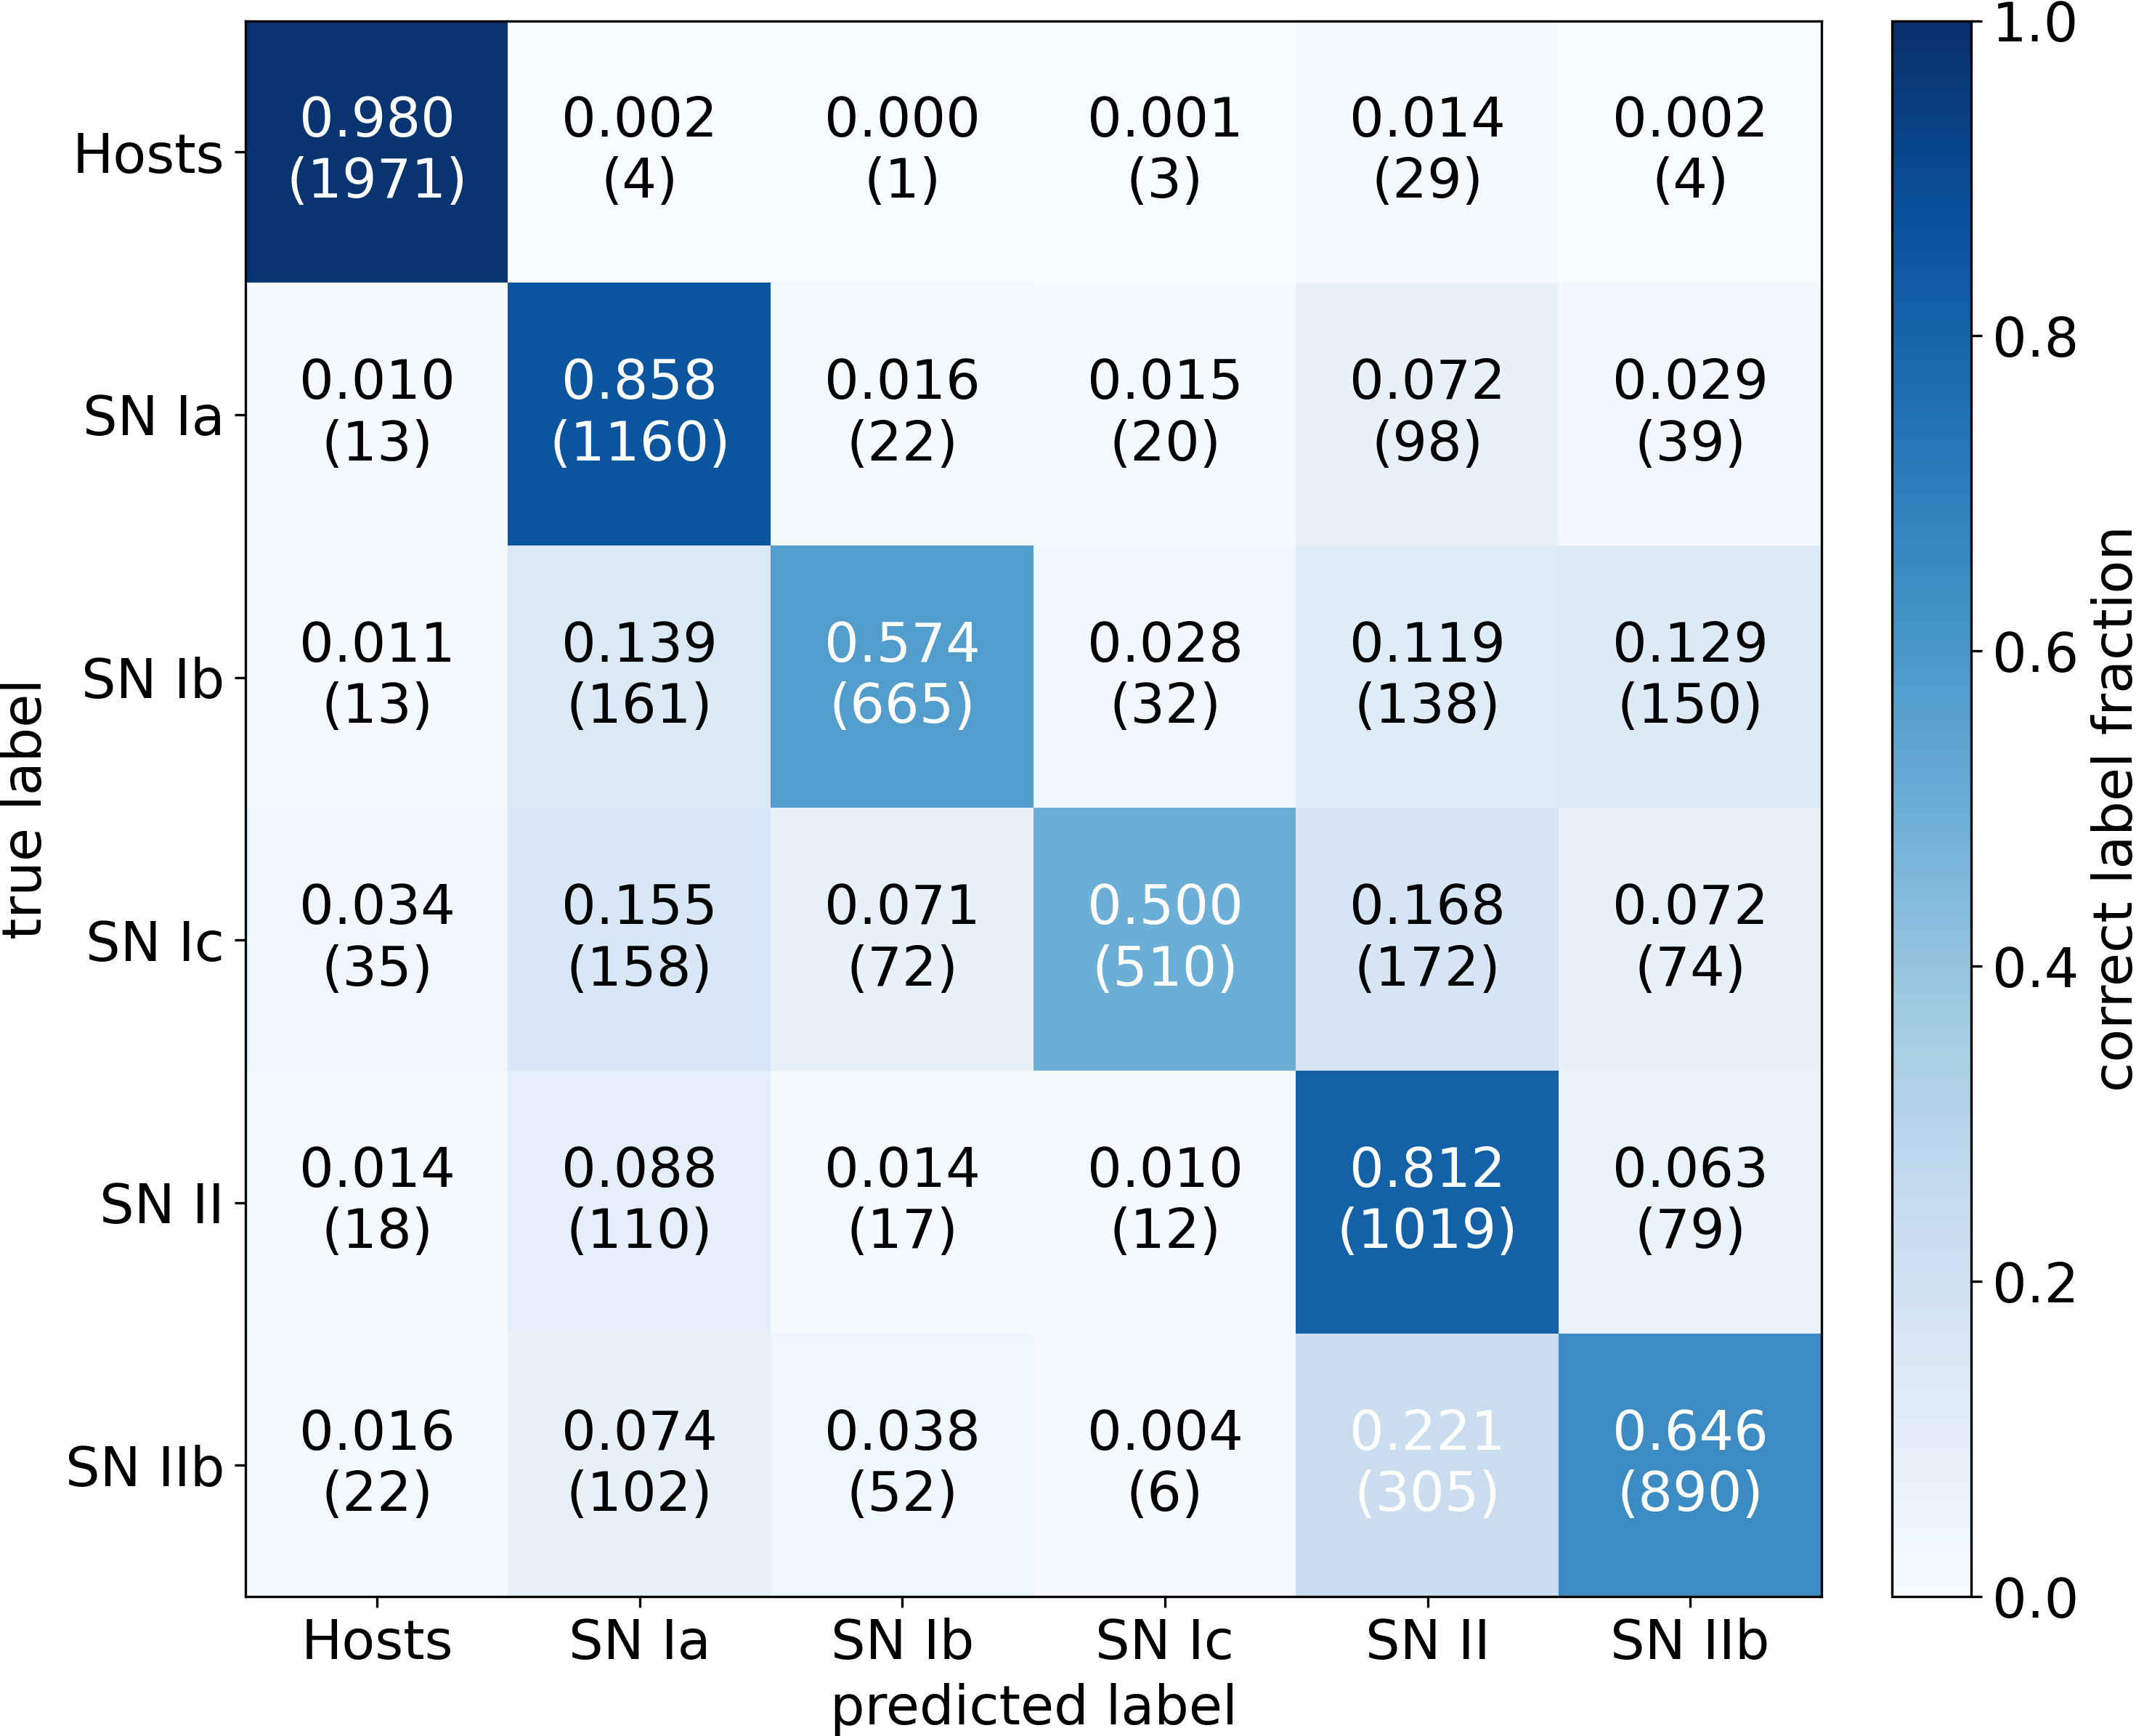 Hosts
0.980 0.002 0.000 0.001 0.014 0.002
(1971) (4) (1) (3) (29) (4)
SN Ia
0.010 0.858 0.016 0.015 0.072 0.029
(13) (1160) (22) (20) (98) (39)
SN Ib
0.011 0.139 0.574 0.028 0.119 0.129
(13) (161) (665) (32) (138) (150)
SN Ic
0.034 0.155 0.071 0.500 0.168 0.072
(35) (158) (72) (510) (172) (74)
SN II
0.014 0.088 0.014 0.010 0.812 0.063
(18) (110) (17) (12) (1019) (79)
SN IIb
0.016 0.074 0.038 0.004 0.221 0.646
(22) (102) (52) (6) (305) (890)
Hosts SN Ia SN Ib SN Ic SN II SN IIb
predicted label
true label
1.0
0.8
0.6
0.4
0.2
0.0
correct label fraction